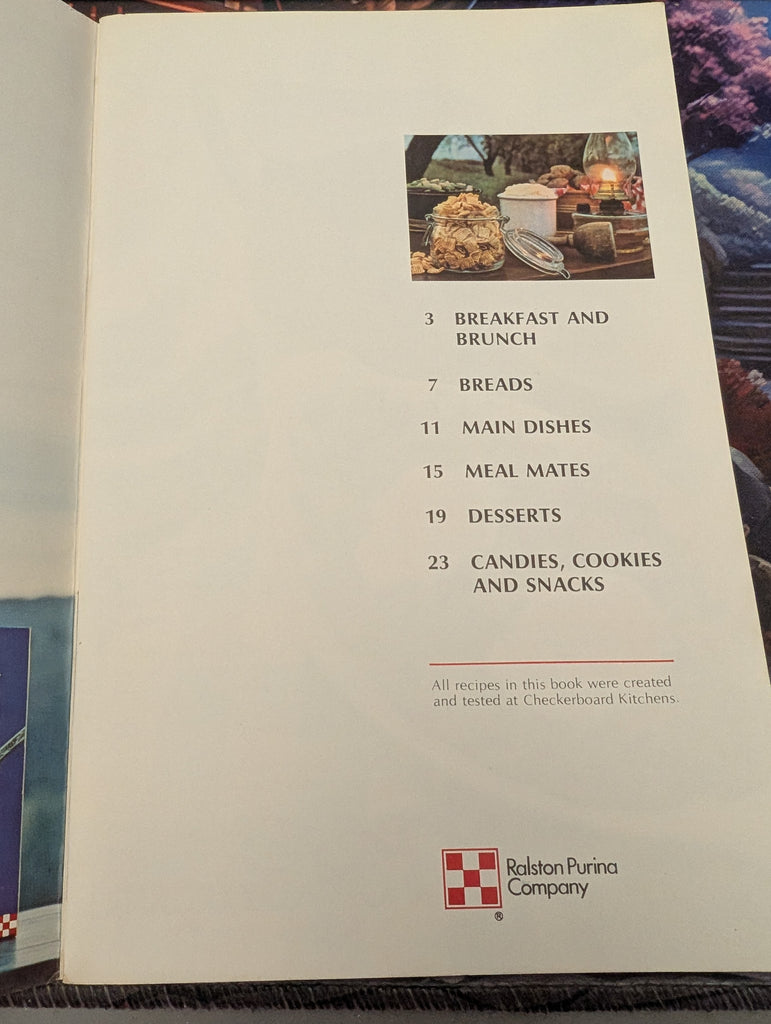 3 BREAKFAST AND
BRUNCH
7 BREADS
11 MAIN DISHES
15 MEAL MATES
19 DESSERTS
23 CANDIES, COOKIES
AND SNACKS
All recipes in this book were created
and tested at Checkerboard Kitchens.
Ralston Purina
Company
®